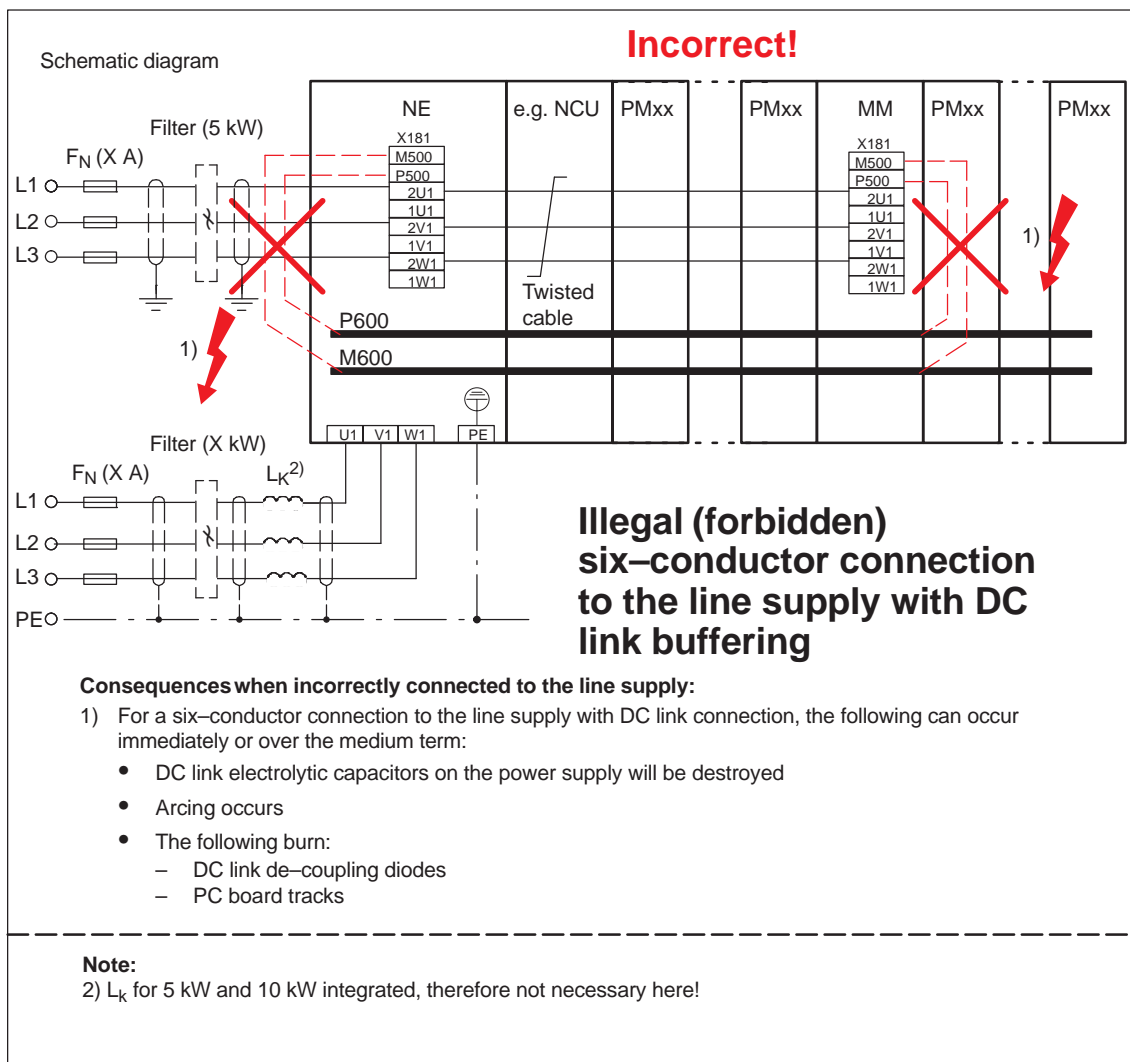 Incorrect!
Schematic diagram
NE
e.g. NCU
PMxx
PMxx
MM
PMxx
PMxx
Filter (5 kW)
X181
X181
FN (X A)
M500
M500
P500
P500
L1
2U1
2U1
1U1
1U1
L2
2V1
2V1
1V1
1V1
1)
L3
2W1
2W1
1W1
1W1
Twisted
cable
P600
1)
M600
U1 V1 W1 PE
Filter (X kW)
FN (X A)
LK2)
L1
L2
L3
PE
Illegal (forbidden)
six–conductor connection
to the line supply with DC
link buffering
Consequences when incorrectly connected to the line supply:
1) For a six–conductor connection to the line supply with DC link connection, the following can occur
immediately or over the medium term:
• DC link electrolytic capacitors on the power supply will be destroyed
• Arcing occurs
• The following burn:
– DC link de–coupling diodes
– PC board tracks
Note:
2) Lk for 5 kW and 10 kW integrated, therefore not necessary here!